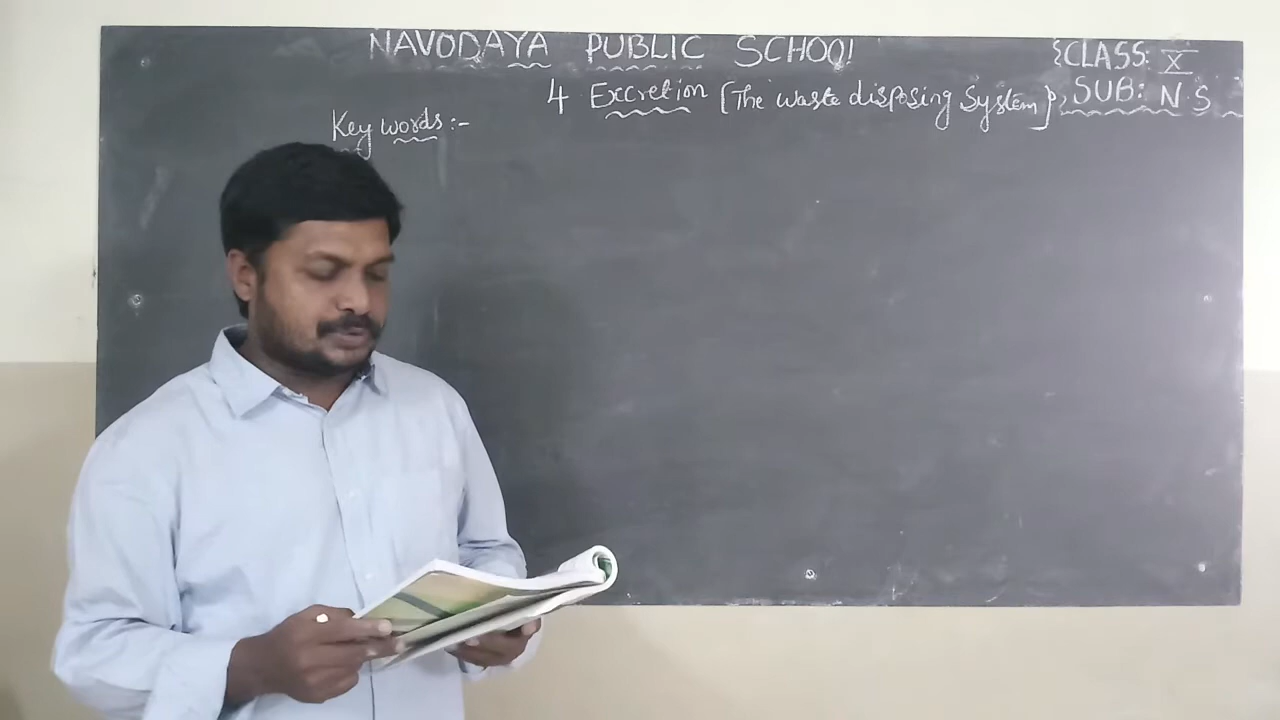 NAVODAYA PUBLIC SCHOOL
CLASS: X
4 Excretion [The waste disposing System]
SUB: N.S
Key words:-